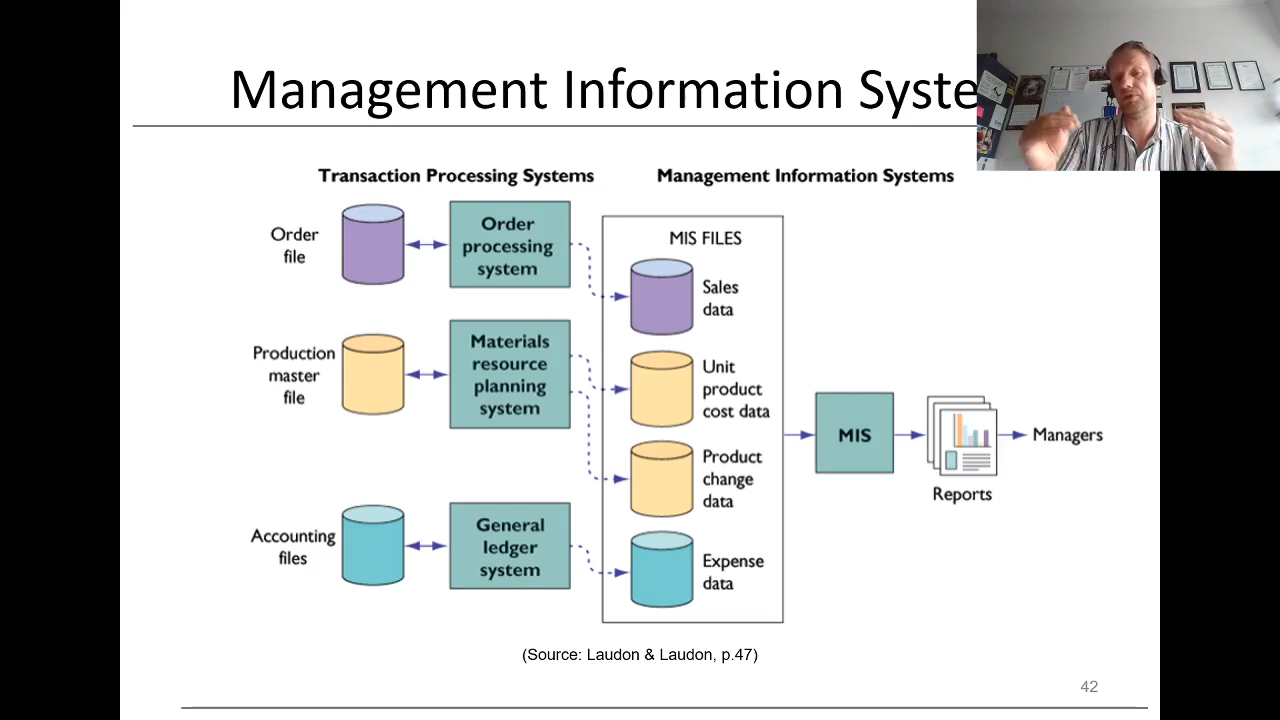 Management Information Syste
Transaction Processing Systems
Management Information Systems
Order
file
Order
processing
system
MIS FILES
Sales
data
Production
master
file
Materials
resource
planning
system
Unit
product
cost data
Product
change
data
MIS
Reports
Managers
Accounting
files
General
ledger
system
Expense
data
(Source: Laudon & Laudon, p.47)
42